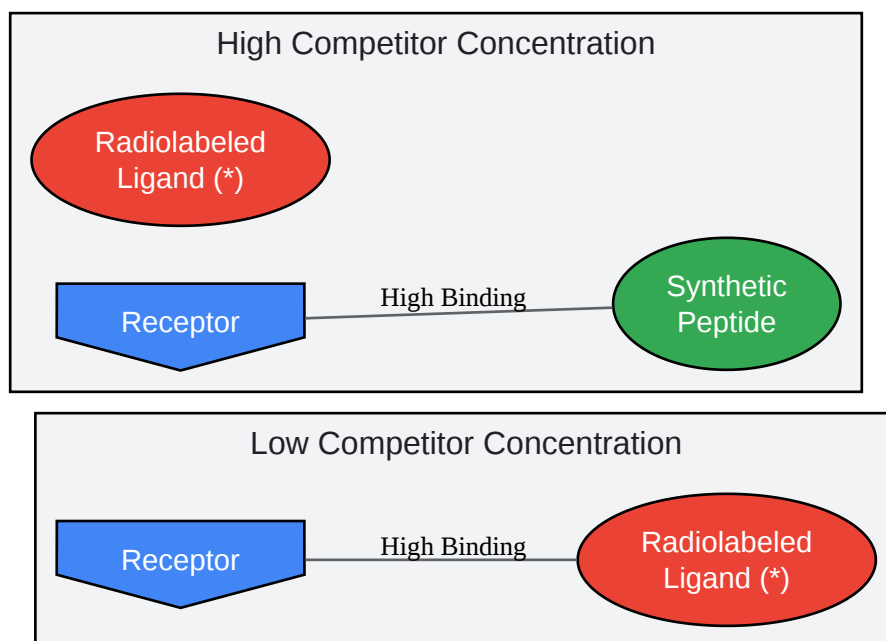 High Competitor Concentration
Radiolabeled
Ligand (*)
High Binding
Synthetic
Peptide
Receptor
Low Competitor Concentration
Receptor
High Binding
Radiolabeled
Ligand (*)